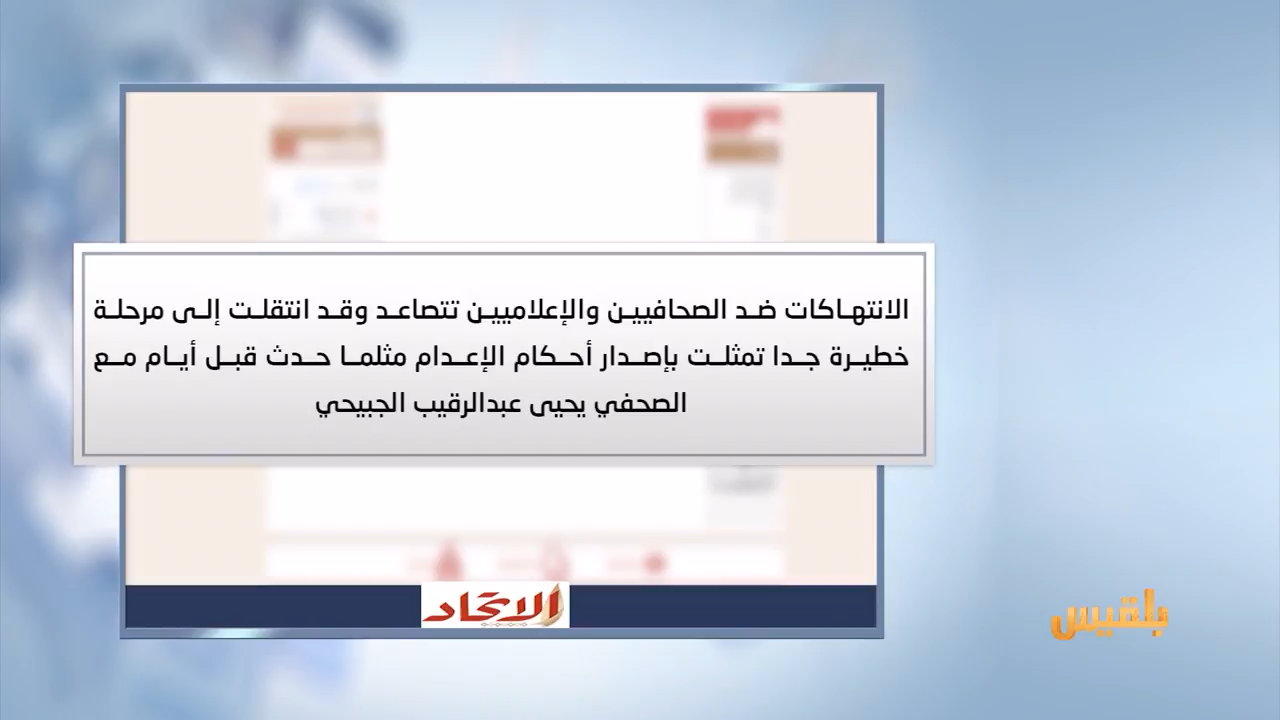 الانتهاكات ضد الصحافيين والإعلاميين تتصاعد وقد انتقلت إلى مرحلة
خطيرة جدا تمثلت بإصدار أحكام الإعدام مثلما حدث قبل أيام مع
الصحفي يحيى عبدالرقيب الجبيحي
الاتحاد
بلقيس